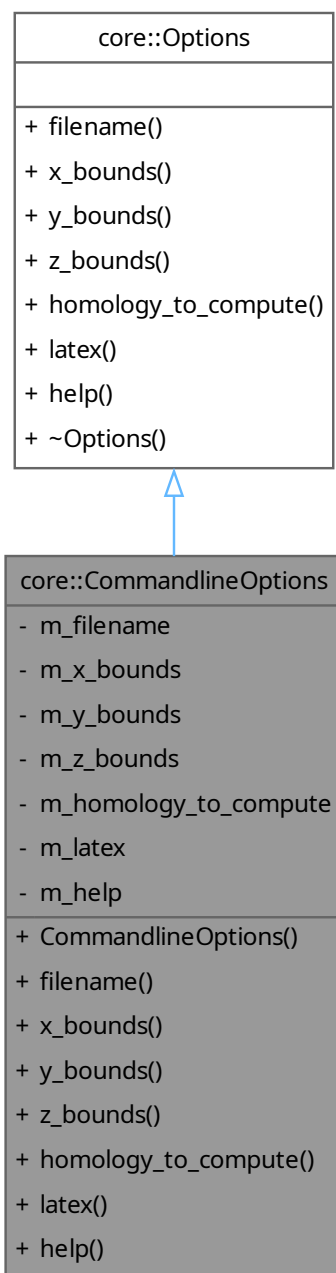 core::Options
+ filename()
+ x_bounds()
+ y_bounds()
+ z_bounds()
+ homology_to_compute()
+ latex()
+ help()
+ ~Options()
core::CommandlineOptions
- m_filename
- m_x_bounds
- m_y_bounds
- m_z_bounds
- m_homology_to_compute
- m_latex
- m_help
+ CommandlineOptions()
+ filename()
+ x_bounds()
+ y_bounds()
+ z_bounds()
+ homology_to_compute()
+ latex()
+ help()